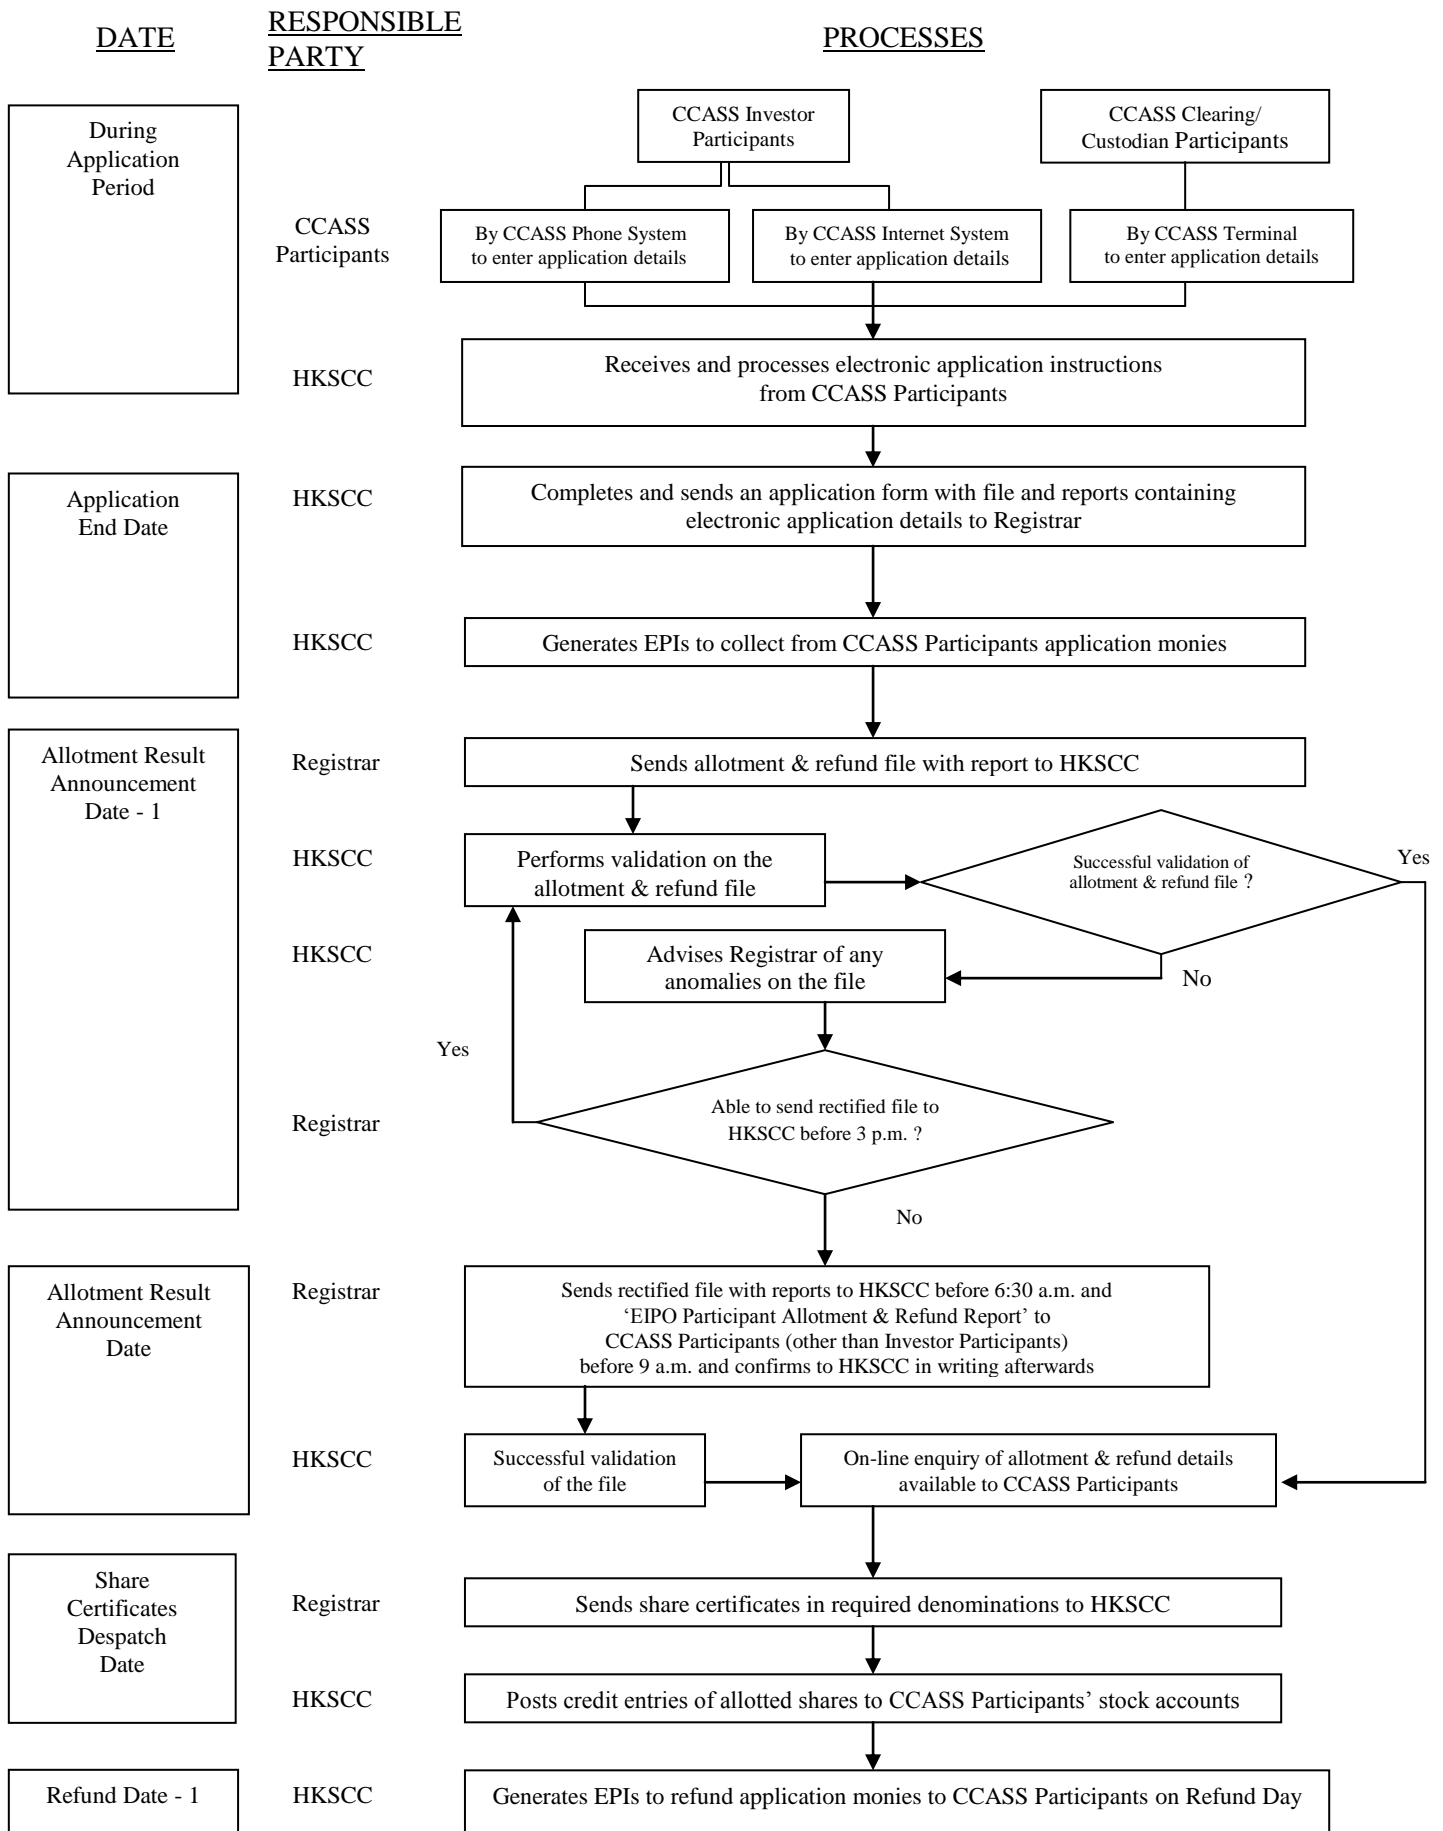 DATE
RESPONSIBLE
PARTY
PROCESSES
During
Application
Period
CCASS Investor
Participants
CCASS Clearing/
Custodian Participants
CCASS
Participants
By CCASS Phone System
to enter application details
By CCASS Internet System
to enter application details
By CCASS Terminal
to enter application details
HKSCC
Receives and processes electronic application instructions
from CCASS Participants
Application
End Date
HKSCC
Completes and sends an application form with file and reports containing
electronic application details to Registrar
HKSCC
Generates EPIs to collect from CCASS Participants application monies
Allotment Result
Announcement
Date - 1
Registrar
Sends allotment & refund file with report to HKSCC
HKSCC
Performs validation on the
allotment & refund file
Successful validation of
allotment & refund file ?
Yes
HKSCC
Advises Registrar of any
anomalies on the file
No
Yes
Registrar
Able to send rectified file to
HKSCC before 3 p.m. ?
No
Allotment Result
Announcement
Date
Registrar
Sends rectified file with reports to HKSCC before 6:30 a.m. and
‘EIPO Participant Allotment & Refund Report’ to
CCASS Participants (other than Investor Participants)
before 9 a.m. and confirms to HKSCC in writing afterwards
HKSCC
Successful validation
of the file
On-line enquiry of allotment & refund details
available to CCASS Participants
Share
Certificates
Despatch
Date
Registrar
Sends share certificates in required denominations to HKSCC
HKSCC
Posts credit entries of allotted shares to CCASS Participants’ stock accounts
Refund Date - 1
HKSCC
Generates EPIs to refund application monies to CCASS Participants on Refund Day